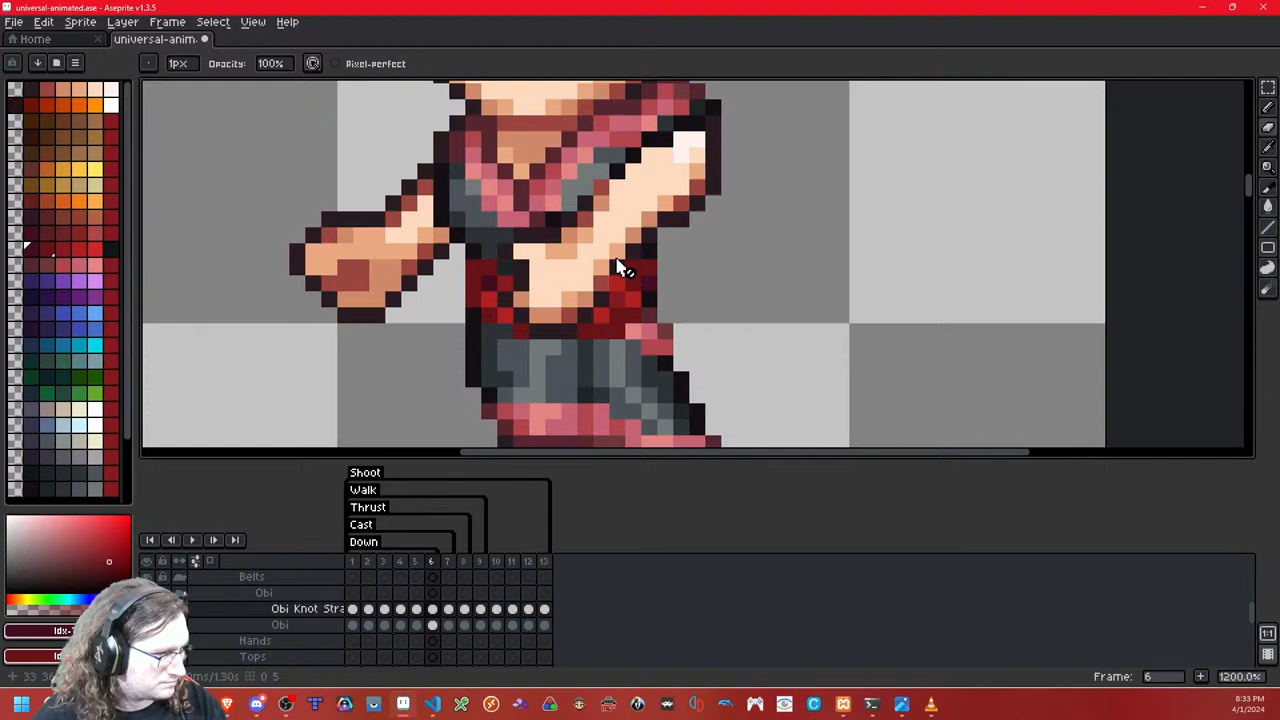 universal-animated.ase - Aseprite v1.3.5
File Edit Sprite Layer Frame Select View Help
Home
universal-anim.
1px Opacity: 100% Pixel-perfect
Shoot
Walk
Thrust
Cast
Down
1 2 3 4 5 6 7 8 9 10 11 12 13
Belts
Obi
Obi Knot Stra
Obi
Hands
Tops
Frame: 6
1200.0%
1:1
8:33 PM
4/1/2024